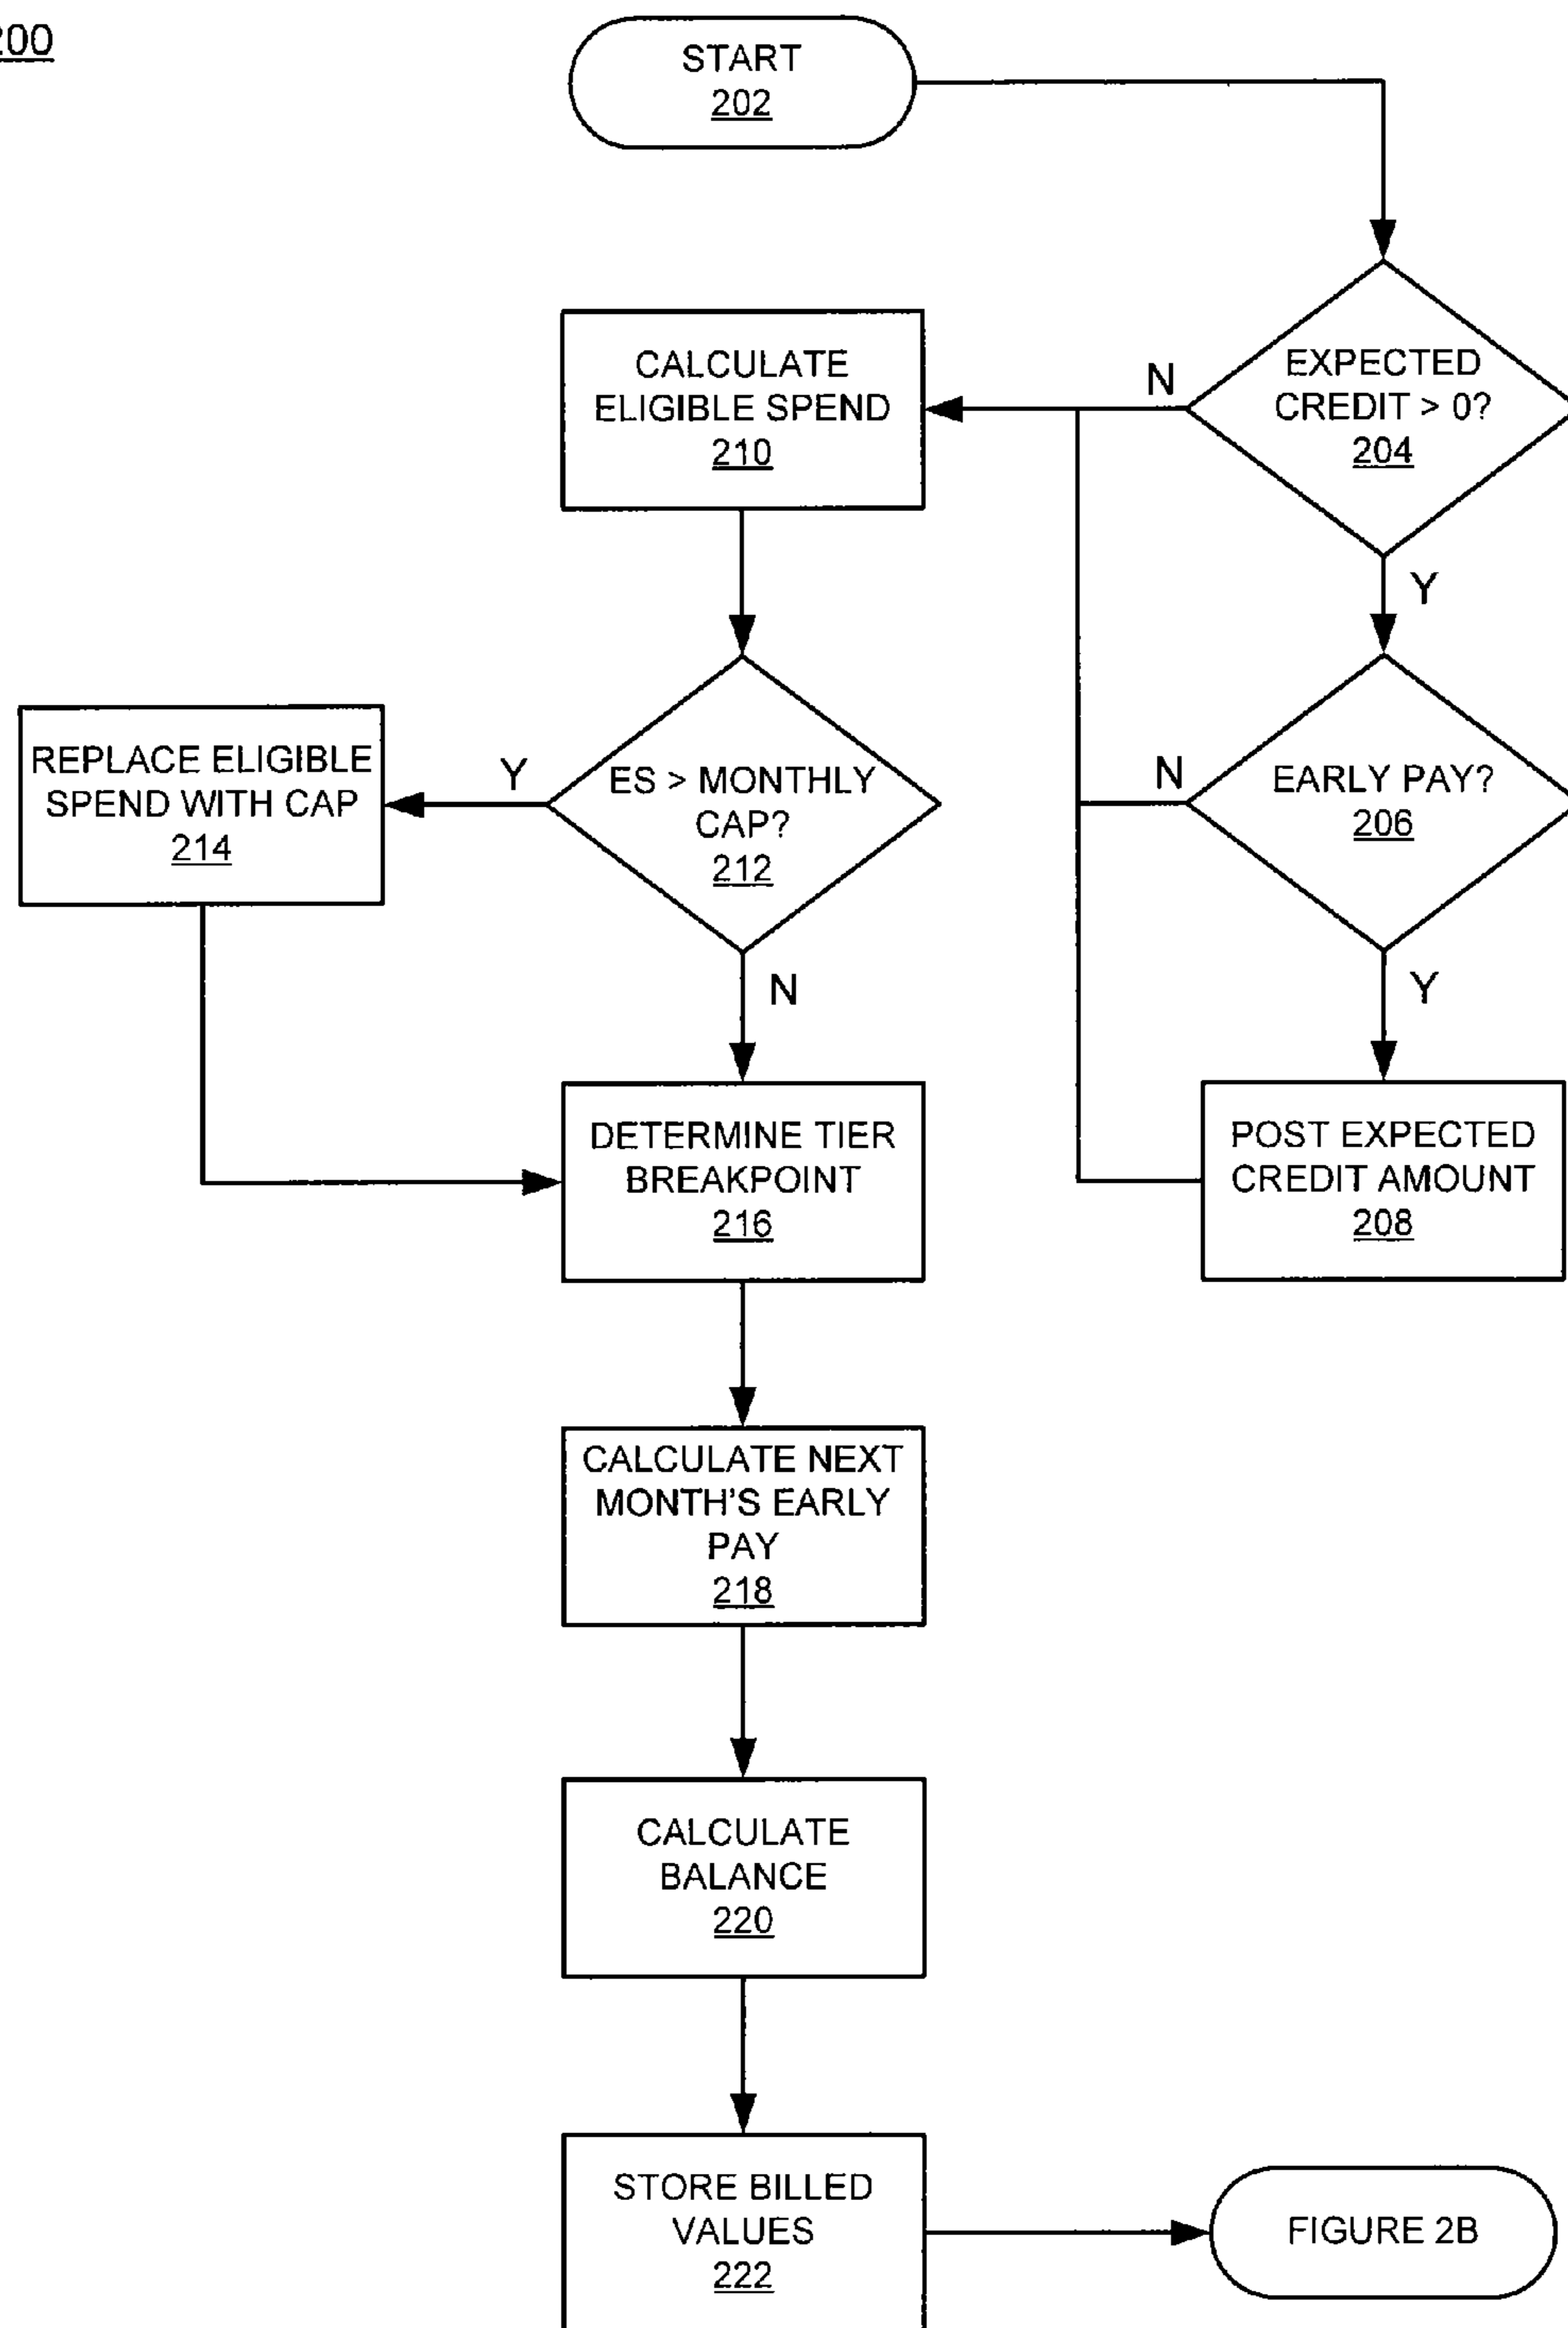 200
START
202
EXPECTED
CREDIT > 0?
204
N
Y
CALCULATE
ELIGIBLE SPEND
210
EARLY PAY?
206
N
Y
POST EXPECTED
CREDIT AMOUNT
208
ES > MONTHLY
CAP?
212
Y
N
REPLACE ELIGIBLE
SPEND WITH CAP
214
DETERMINE TIER
BREAKPOINT
216
CALCULATE NEXT
MONTH'S EARLY
PAY
218
CALCULATE
BALANCE
220
STORE BILLED
VALUES
222
FIGURE 2B